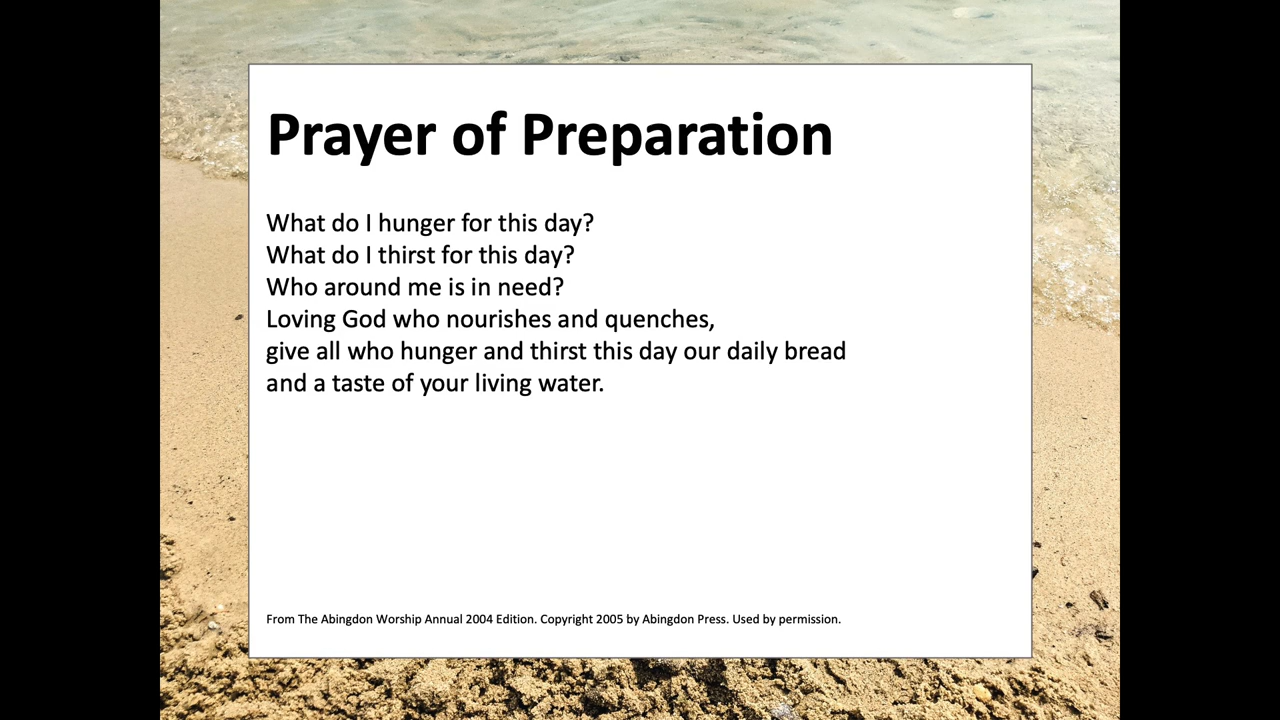 Prayer of Preparation
What do I hunger for this day?
What do I thirst for this day?
Who around me is in need?
Loving God who nourishes and quenches,
give all who hunger and thirst this day our daily bread
and a taste of your living water.
From The Abingdon Worship Annual 2004 Edition. Copyright 2005 by Abingdon Press. Used by permission.